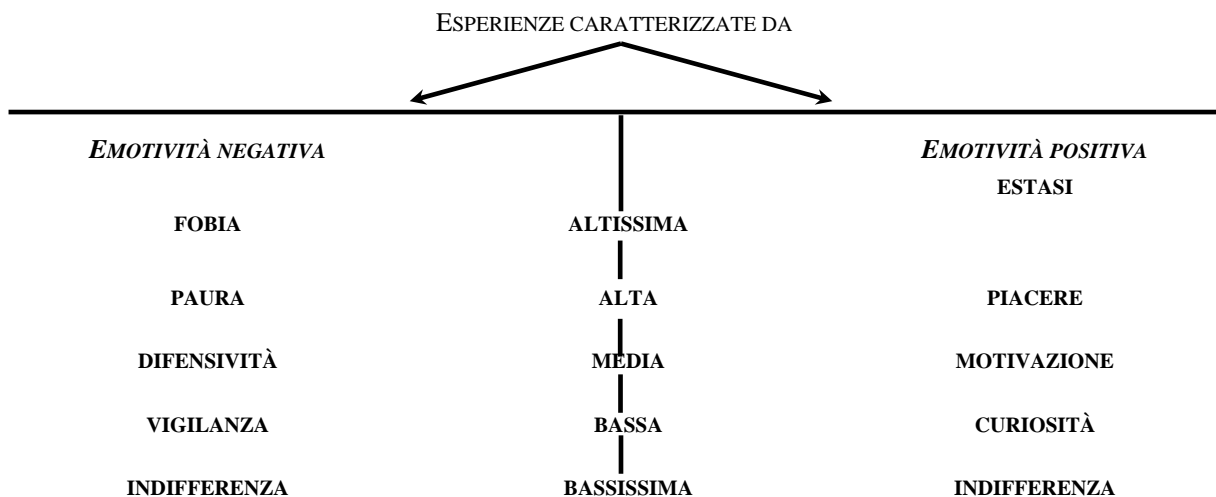 ESPERIENZE CARATTERIZZATE DA
EMOTIVITÀ NEGATIVA EMOTIVITÀ POSITIVA
ESTASI
FOBIA ALTISSIMA
PAURA ALTA PIACERE
DIFENSIVITÀ MEDIA MOTIVAZIONE
VIGILANZA BASSA CURIOSITÀ
INDIFFERENZA BASSISSIMA INDIFFERENZA